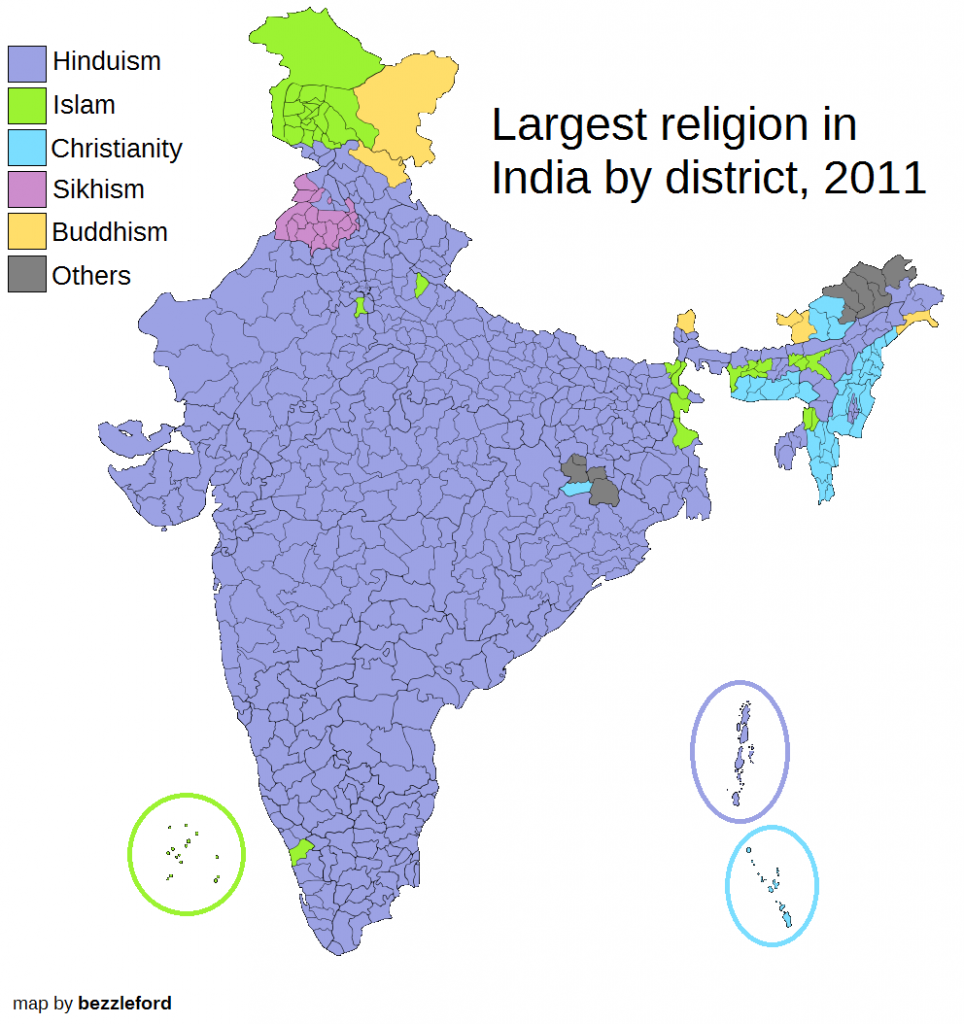 Hinduism
Islam
Christianity
Sikhism
Buddhism
Others
Largest religion in
India by district, 2011
map by bezzleford